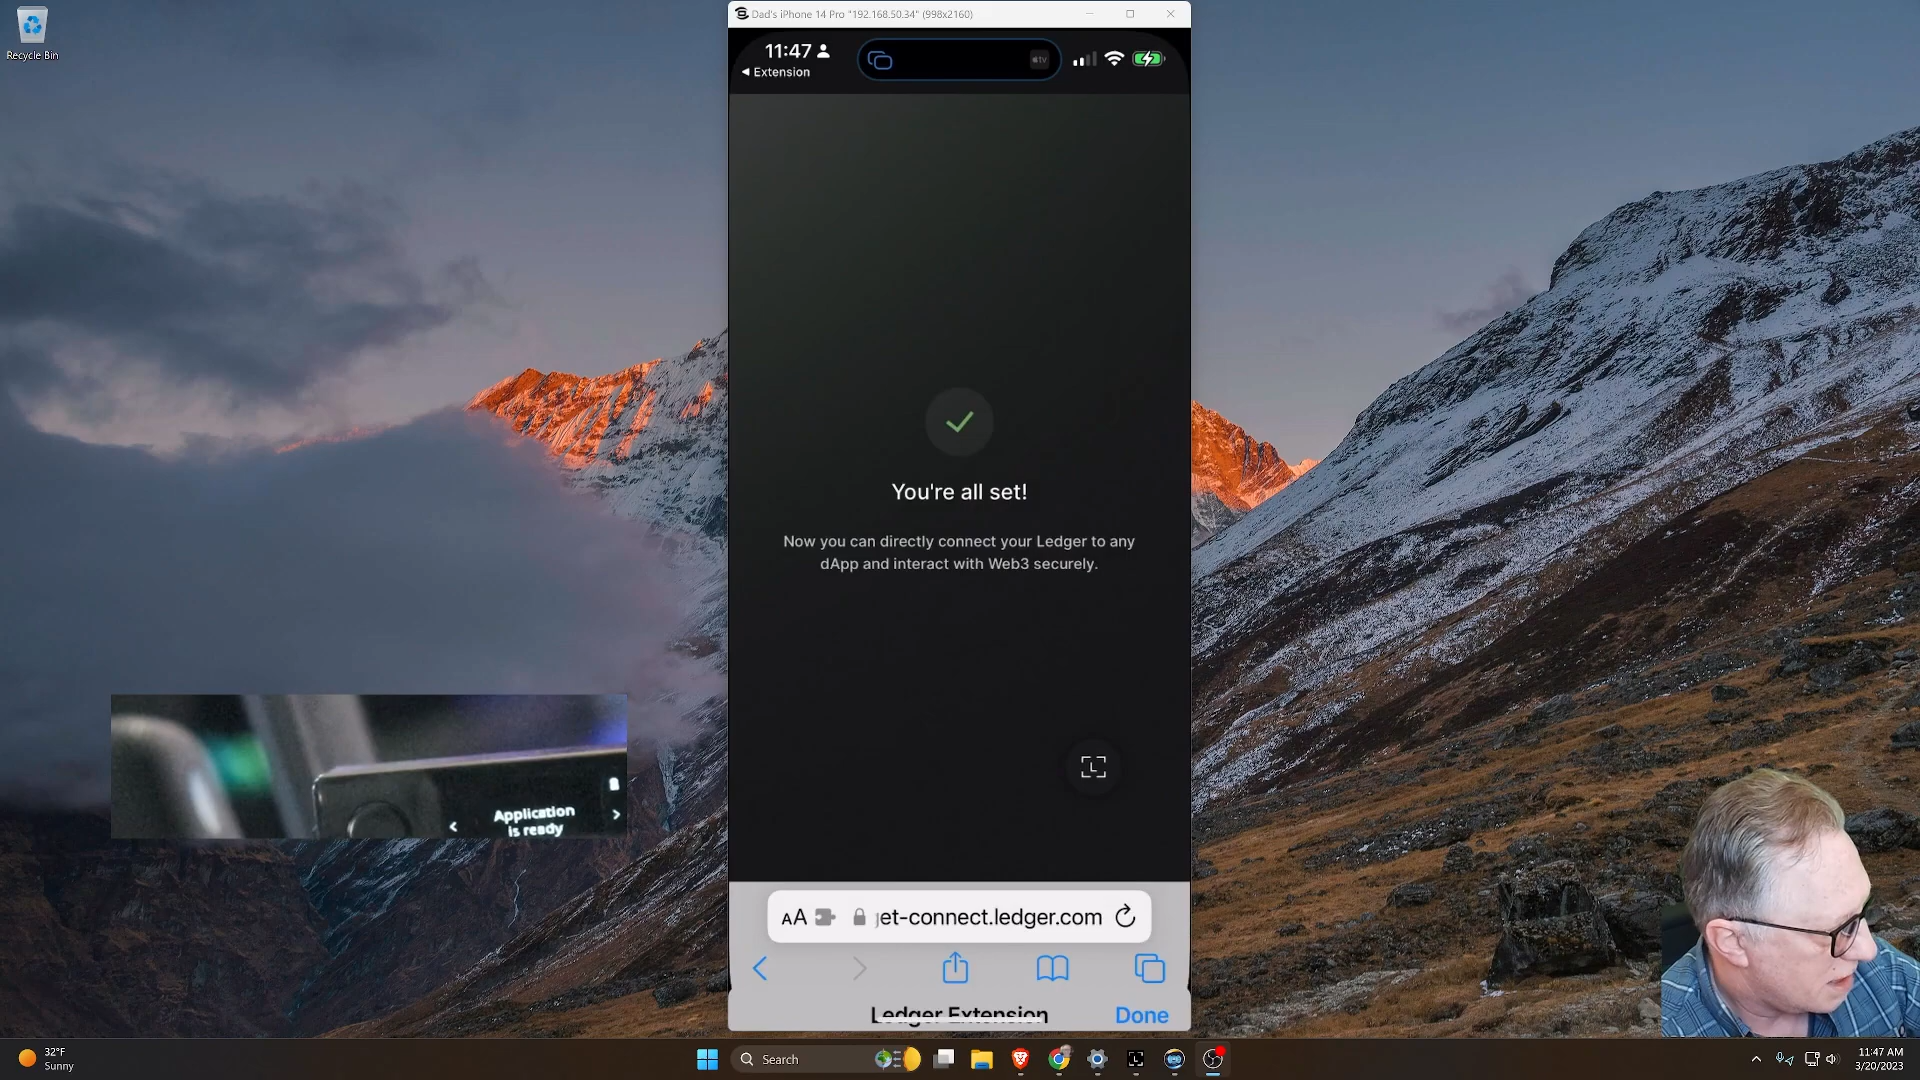 Recycle Bin
Dad's iPhone 14 Pro "192.168.50.34" (998x2160)
11:47
Extension
tv
You're all set!
Now you can directly connect your Ledger to any
dApp and interact with Web3 securely.
Application
is ready
AA
et-connect.ledger.com
Ledger Extension
Done
32°F
Sunny
Search
11:47 AM
3/20/2023